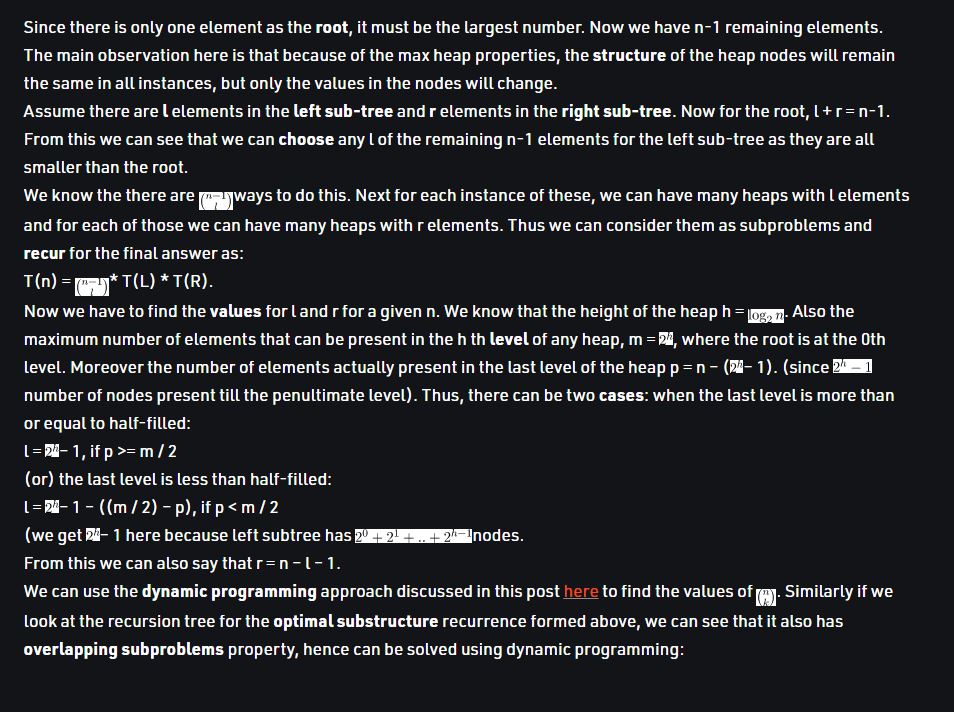 Since there is only one element as the root, it must be the largest number. Now we have n-1 remaining elements.
The main observation here is that because of the max heap properties, the structure of the heap nodes will remain
the same in all instances, but only the values in the nodes will change.
Assume there are l elements in the left sub-tree and r elements in the right sub-tree. Now for the root, l + r = n-1.
From this we can see that we can choose any l of the remaining n-1 elements for the left sub-tree as they are all
smaller than the root.
We know the there are \binom{n-1}{l} ways to do this. Next for each instance of these, we can have many heaps with l elements
and for each of those we can have many heaps with r elements. Thus we can consider them as subproblems and
recur for the final answer as:
T(n) = \binom{n-1}{l} * T(L) * T(R).
Now we have to find the values for l and r for a given n. We know that the height of the heap h = log₂ n. Also the
maximum number of elements that can be present in the h th level of any heap, m = 2^h, where the root is at the 0th
level. Moreover the number of elements actually present in the last level of the heap p = n – (2^h – 1). (since 2^h − 1
number of nodes present till the penultimate level). Thus, there can be two cases: when the last level is more than
or equal to half-filled:
l = 2^h – 1, if p >= m / 2
(or) the last level is less than half-filled:
l = 2^h – 1 – ((m / 2) – p), if p < m / 2
(we get 2^h – 1 here because left subtree has 2^0 + 2^1 + .. + 2^{h−1} nodes.
From this we can also say that r = n – l – 1.
We can use the dynamic programming approach discussed in this post here to find the values of \binom{n}{k}. Similarly if we
look at the recursion tree for the optimal substructure recurrence formed above, we can see that it also has
overlapping subproblems property, hence can be solved using dynamic programming: